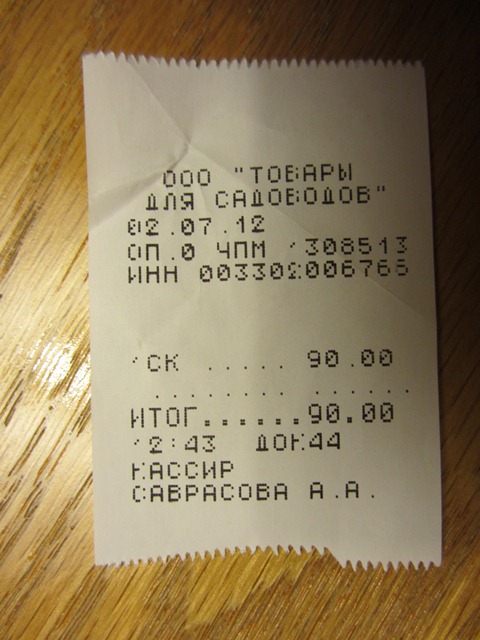 ООО "ТОВАРЫ
ДЛЯ САДОВОДОВ"
02.07.12
ОП.0 ЧПМ 1308513
ИНН 003302006765
1СК ..... 90.00
ИТОГ......90.00
12:43 ДОК44
КАССИР
САВРАСОВА А.А.